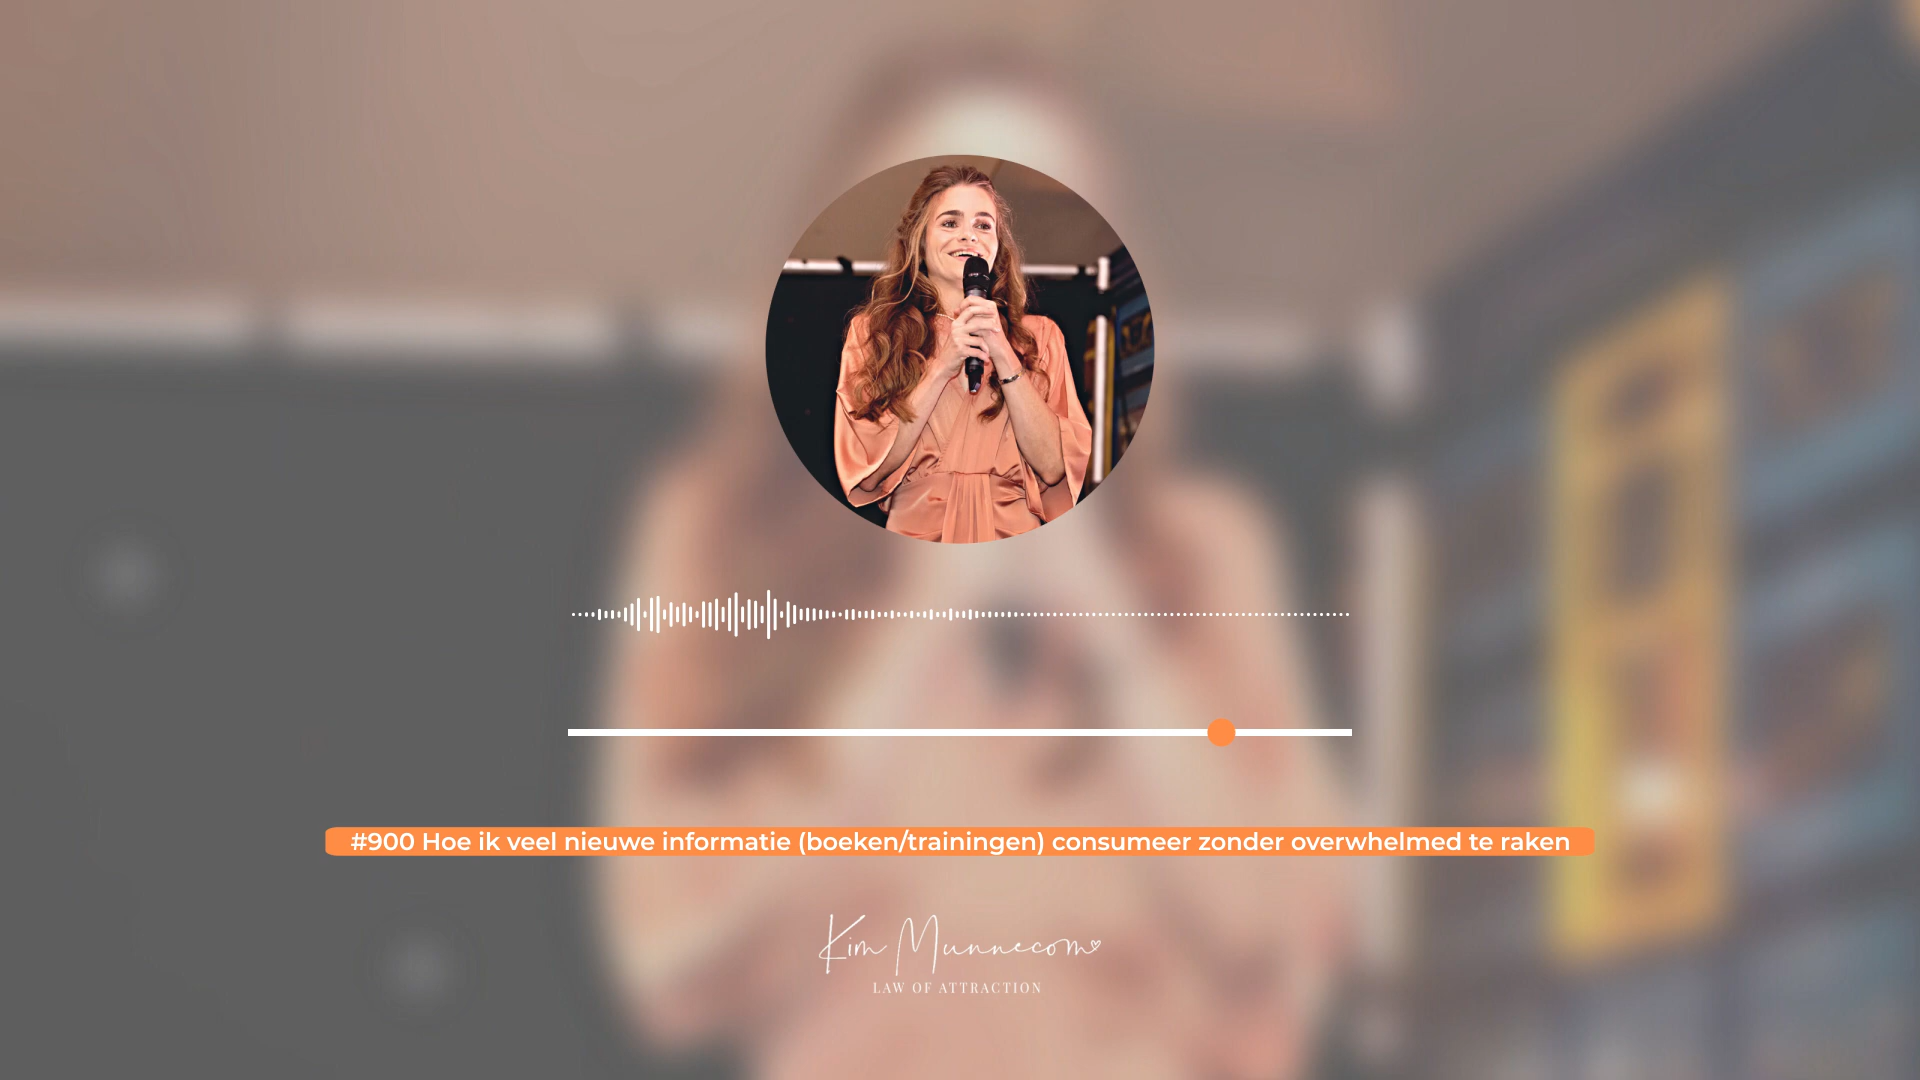 #900 Hoe ik veel nieuwe informatie (boeken/trainingen) consumeer zonder overwhelmed te raken
Kim Munnecom
LAW OF ATTRACTION